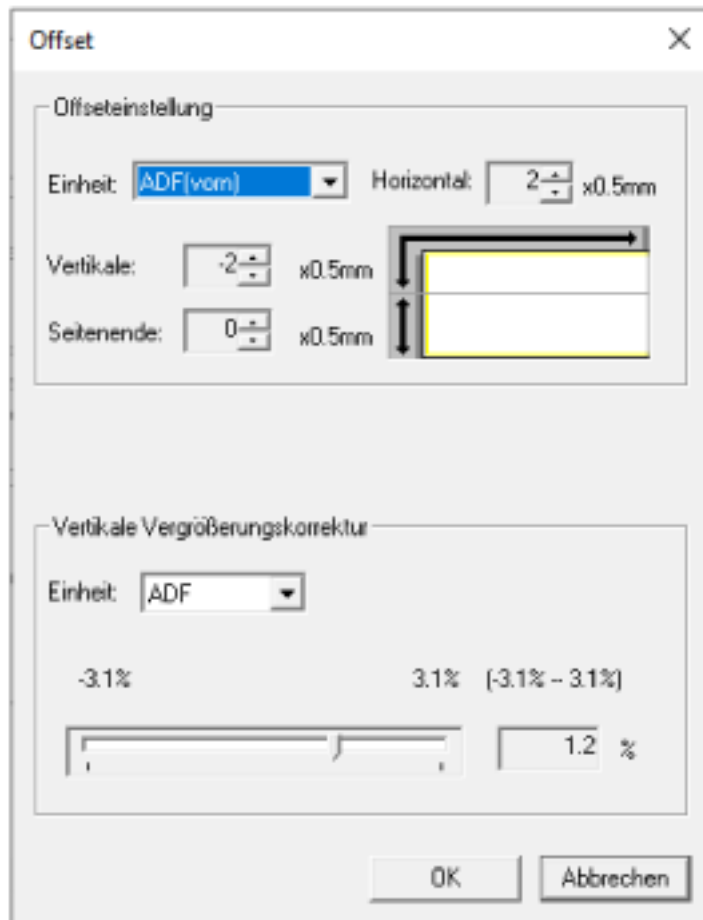 Offset
Offseteinstellung
Einheit: ADF(vorn) Horizontal: 2 x0.5mm
Vertikale: -2 x0.5mm
Seitenende: 0 x0.5mm
Vertikale Vergrößerungskorrektur
Einheit: ADF
-3.1% 3.1% (-3.1% -- 3.1%)
1.2 %
OK Abbrechen